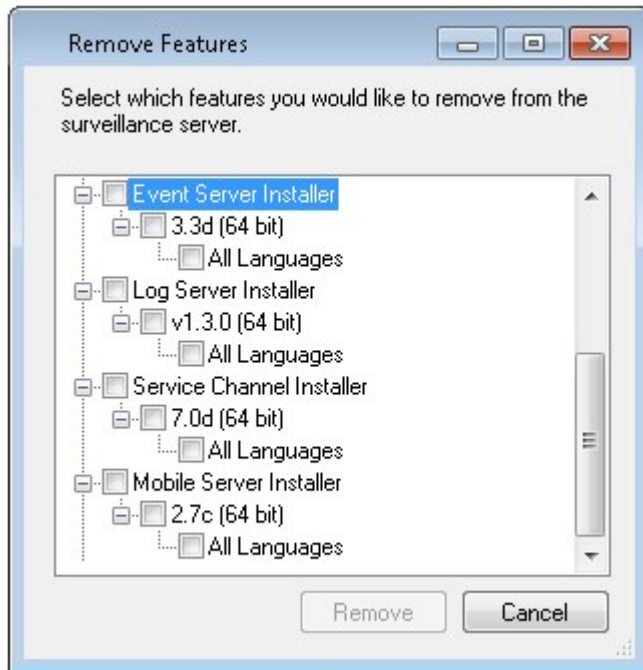 Remove Features
Select which features you would like to remove from the
surveillance server.
Event Server Installer
3.3d (64 bit)
All Languages
Log Server Installer
v1.3.0 (64 bit)
All Languages
Service Channel Installer
7.0d (64 bit)
All Languages
Mobile Server Installer
2.7c (64 bit)
All Languages
Remove Cancel